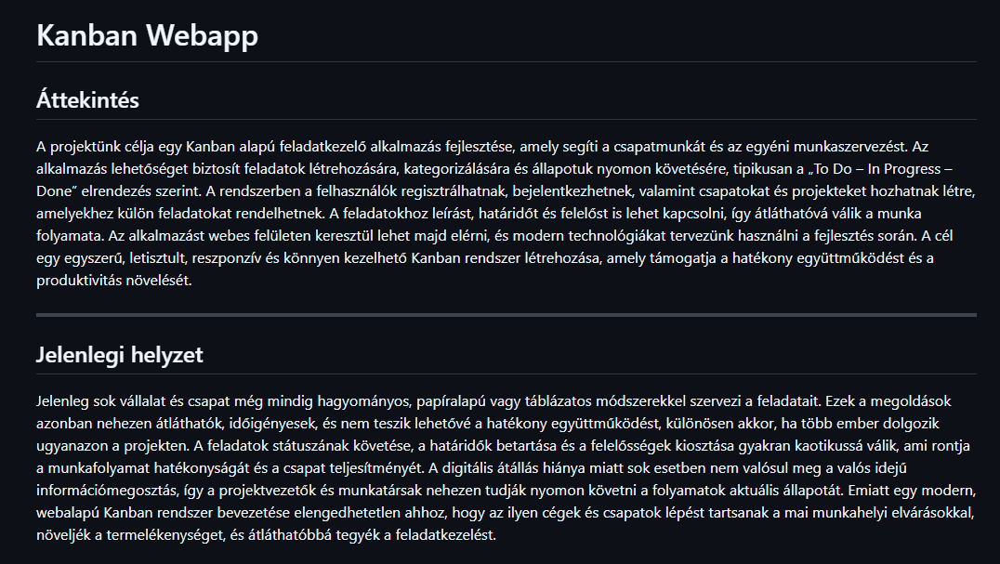 Kanban Webapp
Áttekintés
A projektünk célja egy Kanban alapú feladatkezelő alkalmazás fejlesztése, amely segíti a csapatmunkát és az egyéni munkaszervezést. Az
alkalmazás lehetőséget biztosít feladatok létrehozására, kategorizálására és állapotuk nyomon követésére, tipikusan a „To Do – In Progress –
Done” elrendezés szerint. A rendszerben a felhasználók regisztrálhatnak, bejelentkezhetnek, valamint csapatokat és projekteket hozhatnak létre,
amelyekhez külön feladatokat rendelhetnek. A feladatokhoz leírást, határidőt és felelőst is lehet kapcsolni, így átláthatóvá válik a munka
folyamata. Az alkalmazást webes felületen keresztül lehet majd elérni, és modern technológiákat tervezünk használni a fejlesztés során. A cél
egy egyszerű, letisztult, reszponzív és könnyen kezelhető Kanban rendszer létrehozása, amely támogatja a hatékony együttműködést és a
produktivitás növelését.
Jelenlegi helyzet
Jelenleg sok vállalat és csapat még mindig hagyományos, papíralapú vagy táblázatos módszerekkel szervezi a feladatait. Ezek a megoldások
azonban nehezen átláthatók, időigényesek, és nem teszik lehetővé a hatékony együttműködést, különösen akkor, ha több ember dolgozik
ugyanazon a projekten. A feladatok státuszának követése, a határidők betartása és a felelősségek kiosztása gyakran kaotikussá válik, ami rontja
a munkafolyamat hatékonyságát és a csapat teljesítményét. A digitális átállás hiánya miatt sok esetben nem valósul meg a valós idejű
információmegosztás, így a projektvezetők és munkatársak nehezen tudják nyomon követni a folyamatok aktuális állapotát. Emiatt egy modern,
webalapú Kanban rendszer bevezetése elengedhetetlen ahhoz, hogy az ilyen cégek és csapatok lépést tartsanak a mai munkahelyi elvárásokkal,
növeljék a termelékenységet, és átláthatóbbá tegyék a feladatkezelést.